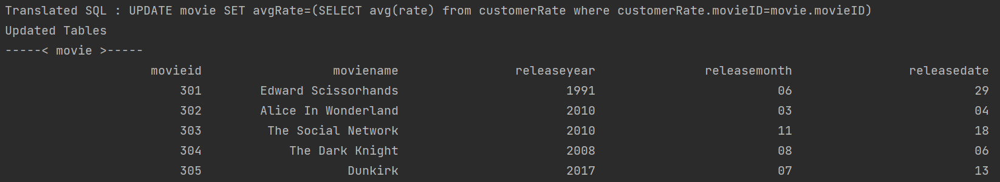 Translated SQL : UPDATE movie SET avgRate=(SELECT avg(rate) from customerRate where customerRate.movieID=movie.movieID)
Updated Tables
-----< movie >-----
movieid moviename releaseyear releasemonth releasedate
301 Edward Scissorhands 1991 06 29
302 Alice In Wonderland 2010 03 04
303 The Social Network 2010 11 18
304 The Dark Knight 2008 08 06
305 Dunkirk 2017 07 13